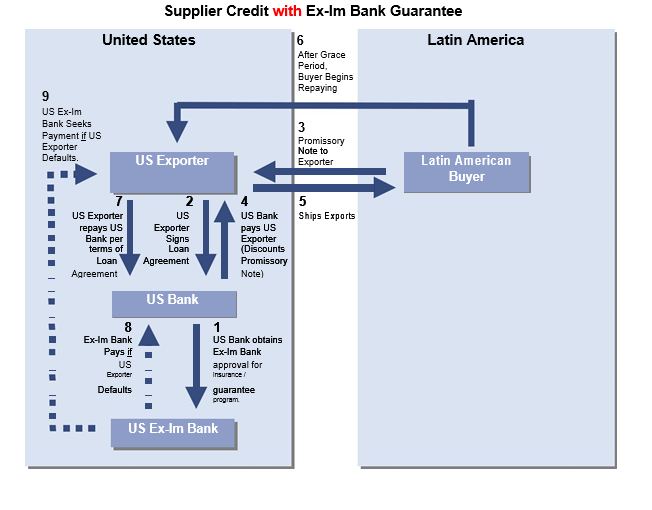 Supplier Credit with Ex-Im Bank Guarantee
United States
Latin America
6
After Grace
Period,
Buyer Begins
Repaying
9
US Ex-Im
Bank Seeks
Payment if US
Exporter
Defaults.
3
Promissory
Note to
Exporter
US Exporter
Latin American
Buyer
5
Ships Exports
7
US Exporter
repays US
Bank per
terms of
Loan
Agreement
2
US
Exporter
Signs
Loan
Agreement
4
US Bank
pays US
Exporter
(Discounts
Promissory
Note)
US Bank
8
Ex-Im Bank
Pays if
US
Exporter
Defaults
1
US Bank obtains
Ex-Im Bank
approval for
insurance /
guarantee
program.
US Ex-Im Bank